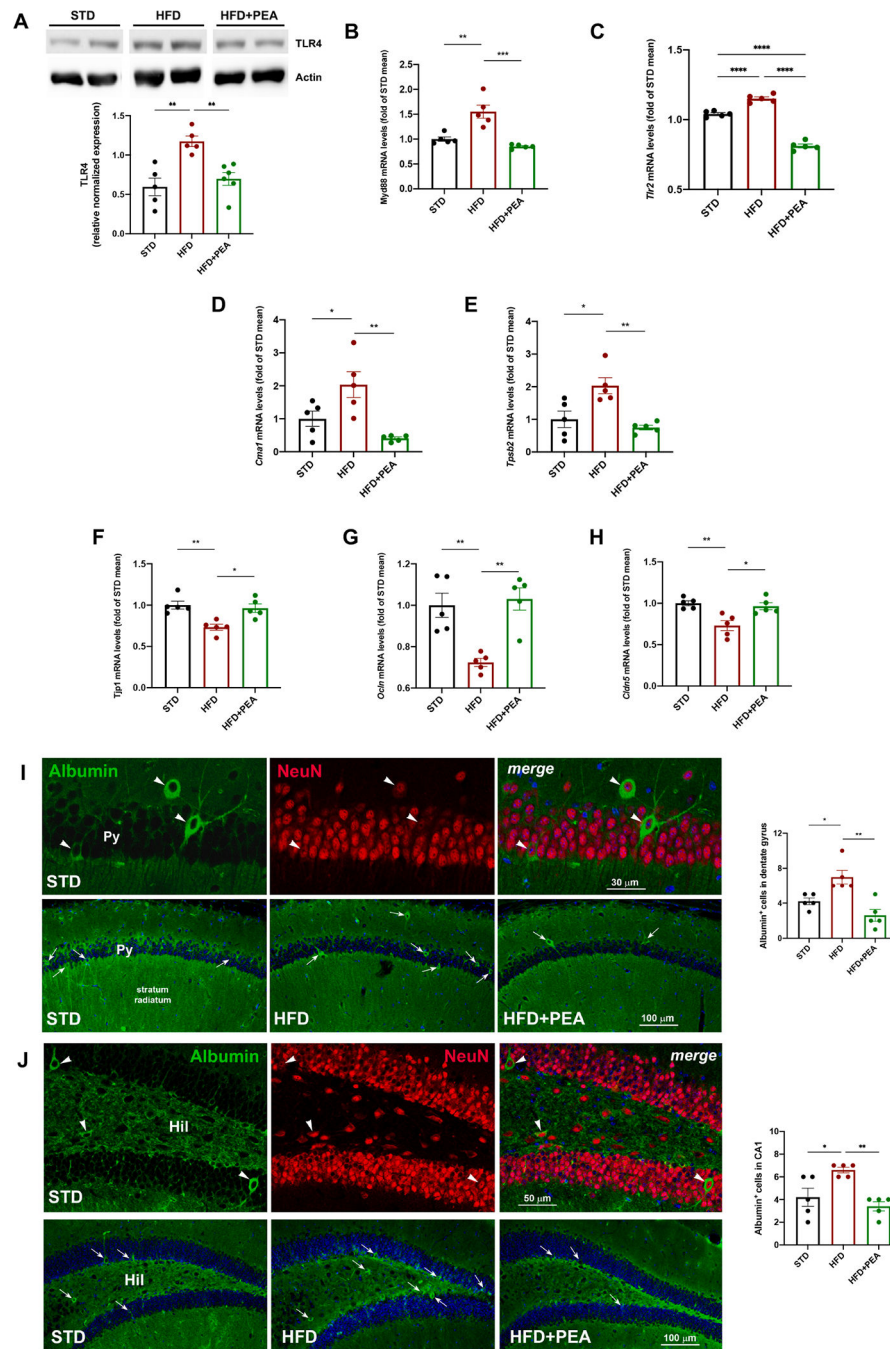 A
STD
HFD
HFD+PEA
TLR4
Actin
**
**
TLR4
(relative normalized expression)
1.5
1.0
0.5
0.0
STD
HFD
HFD+PEA
B
**
***
Myd88 mRNA levels (fold of STD mean)
2.5
2.0
1.5
1.0
0.5
0.0
STD
HFD
HFD+PEA
C
****
****
****
Tlr2 mRNA levels (fold of STD mean)
1.5
1.0
0.5
STD
HFD
HFD+PEA
D
*
**
Cma1 mRNA levels (fold of STD mean)
4
3
2
1
0
STD
HFD
HFD+PEA
E
*
**
Tpsb2 mRNA levels (fold of STD mean)
4
3
2
1
0
STD
HFD
HFD+PEA
F
**
*
Tjp1 mRNA levels (fold of STD mean)
1.5
1.0
0.5
0.0
STD
HFD
HFD+PEA
G
**
**
Ocln mRNA levels (fold of STD mean)
1.2
1.0
0.8
0.6
STD
HFD
HFD+PEA
H
**
*
Cldn5 mRNA levels (fold of STD mean)
1.5
1.0
0.5
0.0
STD
HFD
HFD+PEA
I
Albumin
NeuN
merge
Py
STD
30 µm
Py
stratum
radiatum
STD
HFD
HFD+PEA
100 µm
*
**
Albumin+ cells in dentate gyrus
12
8
4
0
STD
HFD
HFD+PEA
J
Albumin
NeuN
merge
Hil
STD
50 µm
Hil
STD
HFD
HFD+PEA
100 µm
*
**
Albumin+ cells in CA1
10
8
6
4
2
0
STD
HFD
HFD+PEA